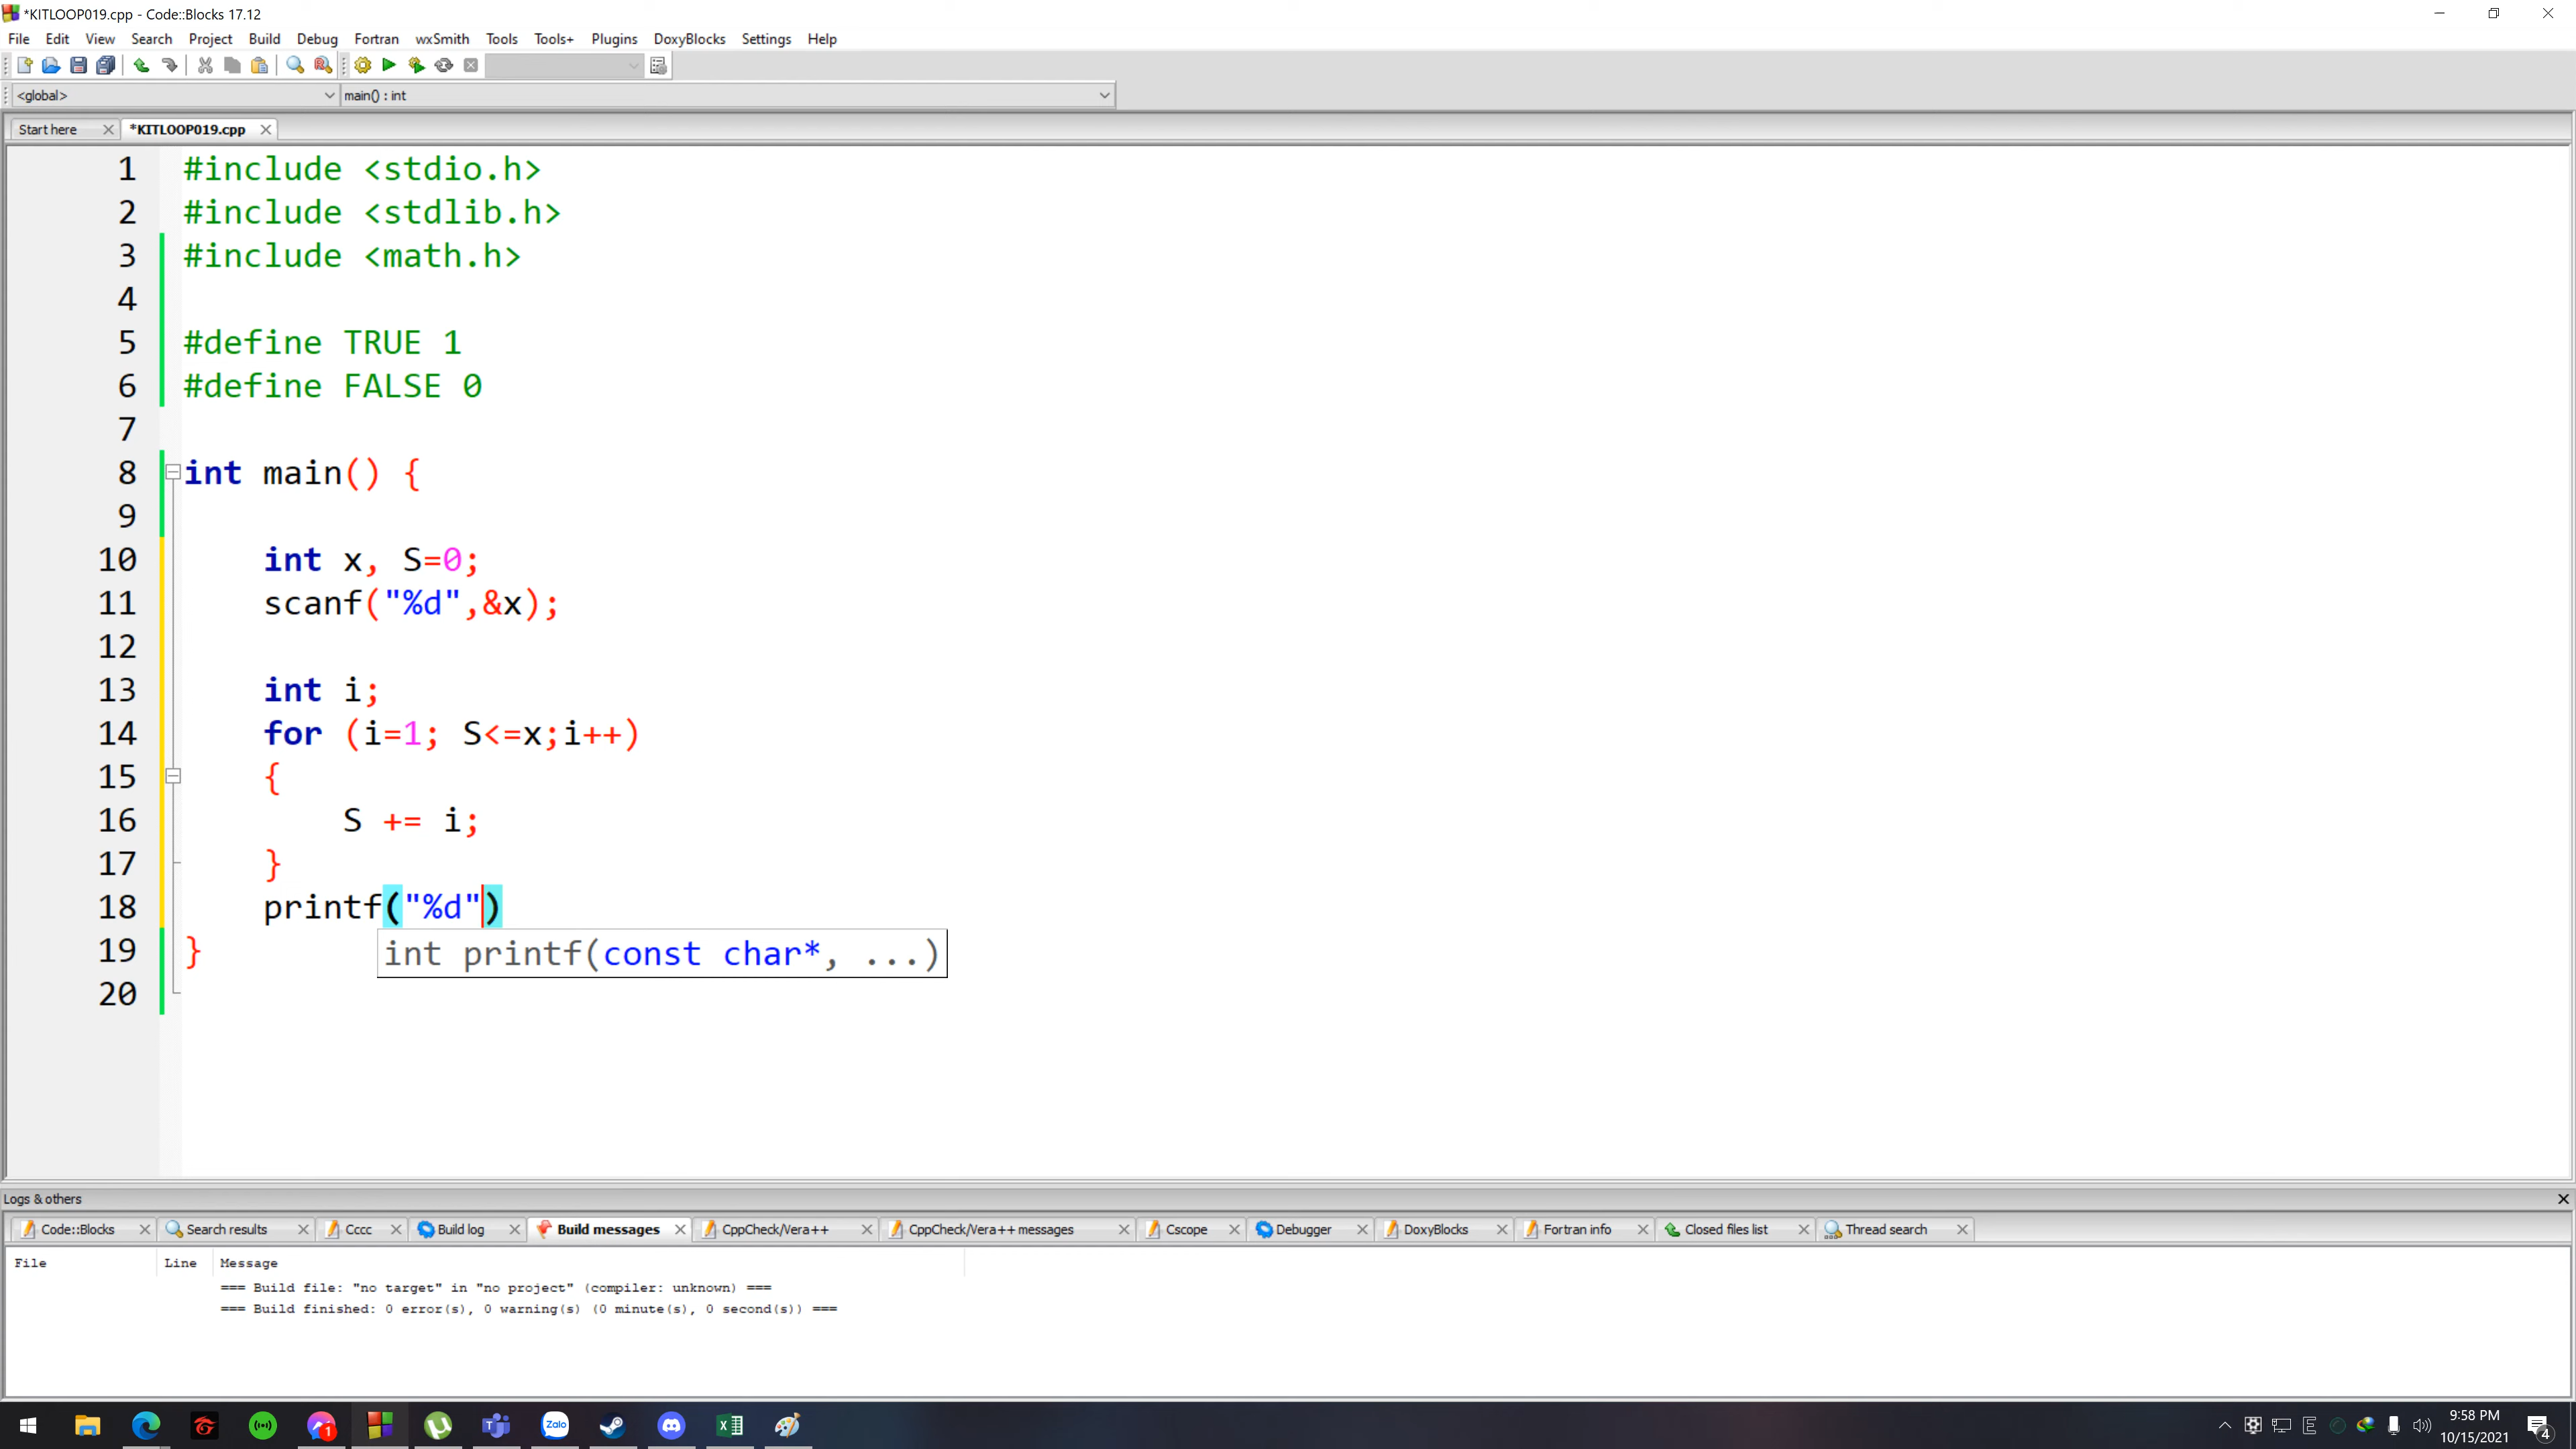 *KITLOOP019.cpp - Code::Blocks 17.12
File Edit View Search Project Build Debug Fortran wxSmith Tools Tools+ Plugins DoxyBlocks Settings Help
<global> main() : int
Start here *KITLOOP019.cpp
1 #include <stdio.h>
2 #include <stdlib.h>
3 #include <math.h>
4
5 #define TRUE 1
6 #define FALSE 0
7
8 int main() {
9
10 int x, S=0;
11 scanf("%d",&x);
12
13 int i;
14 for (i=1; S<=x;i++)
15 {
16 S += i;
17 }
18 printf("%d")
19 }
int printf(const char*, ...)
20
Logs & others
Code::Blocks Search results Cccc Build log Build messages CppCheck/Vera++ CppCheck/Vera++ messages Cscope Debugger DoxyBlocks Fortran info Closed files list Thread search
File Line Message
=== Build file: "no target" in "no project" (compiler: unknown) ===
=== Build finished: 0 error(s), 0 warning(s) (0 minute(s), 0 second(s)) ===
1 Zalo E 9:58 PM
10/15/2021 4